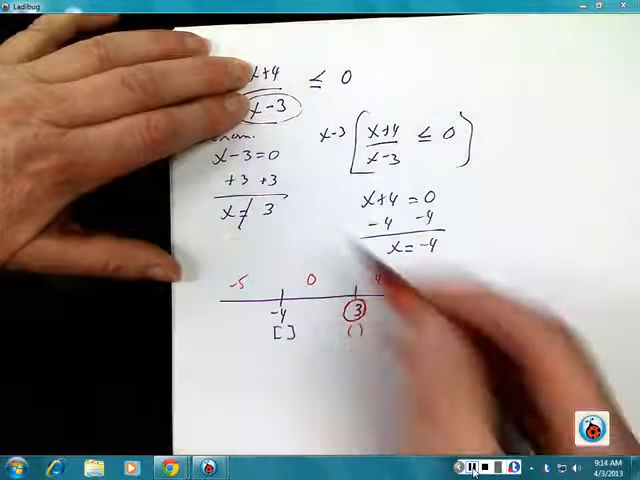 Ladibug
x+4 ≤ 0
x-3
x-3 [ x+4 ≤ 0 )
x-3
x-3=0
+3 +3
x≠ 3
x+4 = 0
-4 -4
x = -4
-5 0 4
-4 3
[ ] ( )
9:14 AM
4/3/2013